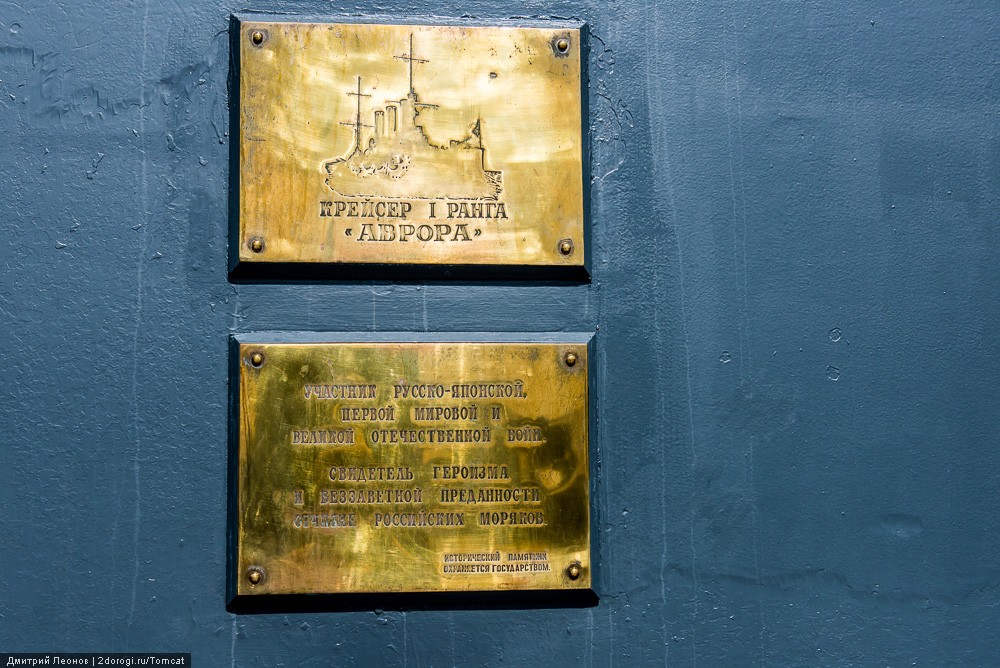 КРЕЙСЕР I РАНГА
«АВРОРА»
УЧАСТНИК РУССКО-ЯПОНСКОЙ,
ПЕРВОЙ МИРОВОЙ И
ВЕЛИКОЙ ОТЕЧЕСТВЕННОЙ ВОЙН.
СВИДЕТЕЛЬ ГЕРОИЗМА
И БЕЗЗАВЕТНОЙ ПРЕДАННОСТИ
ОТЧИЗНЕ РОССИЙСКИХ МОРЯКОВ.
ИСТОРИЧЕСКИЙ ПАМЯТНИК
ОХРАНЯЕТСЯ ГОСУДАРСТВОМ.
Дмитрий Леонов | 2dorogi.ru/Tomcat